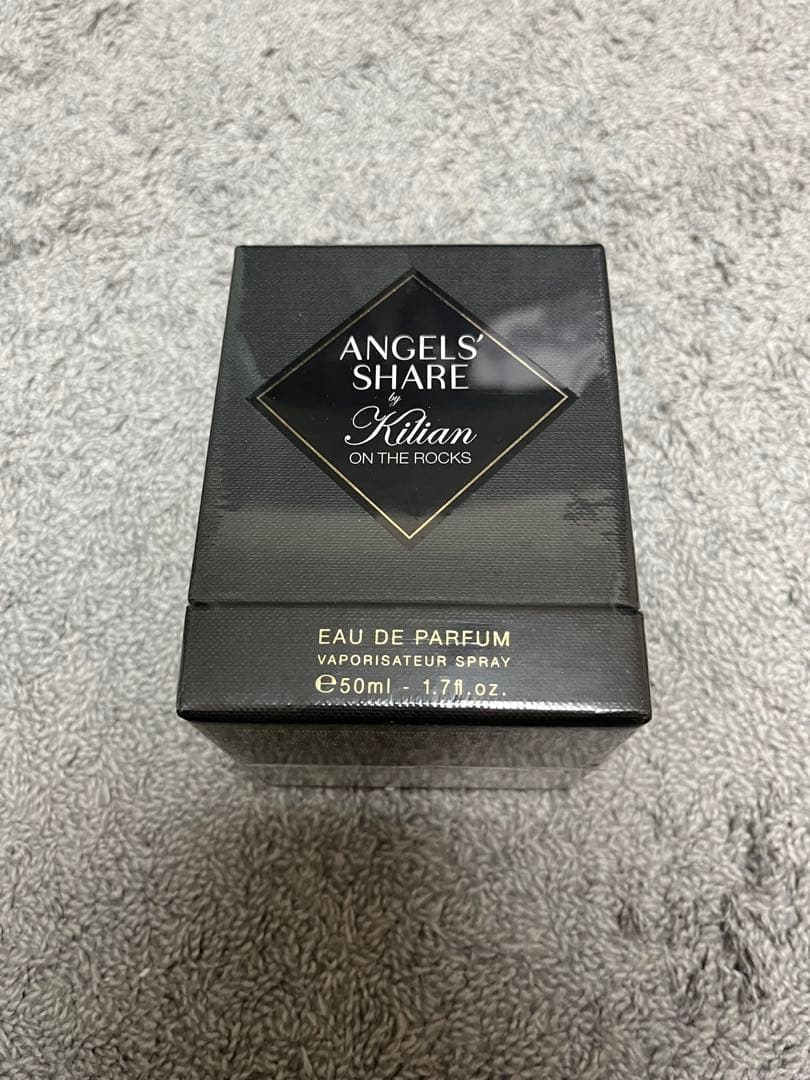 ANGELS'
SHARE
by
Kilian
ON THE ROCKS
EAU DE PARFUM
VAPORISATEUR SPRAY
℮50ml - 1.7fl.oz.